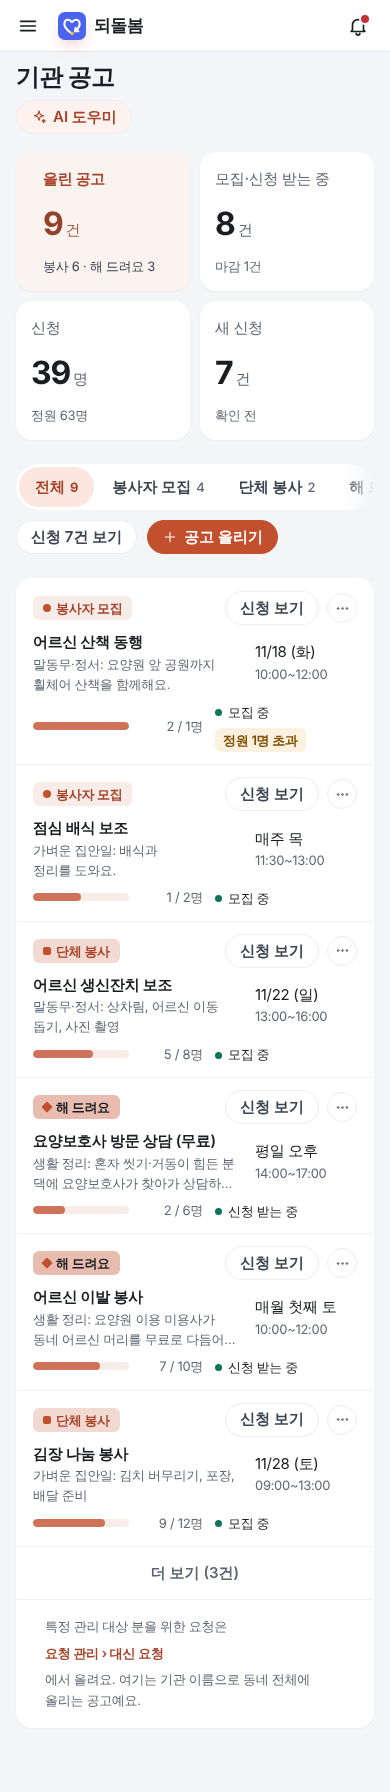 되돌봄
기관 공고
AI 도우미
올린 공고
9 건
봉사 6 · 해 드려요 3
모집·신청 받는 중
8 건
마감 1건
신청
39 명
정원 63명
새 신청
7 건
확인 전
전체 9
봉사자 모집 4
단체 봉사 2
해
신청 7건 보기
+ 공고 올리기
봉사자 모집
신청 보기
어르신 산책 동행
말동무·정서: 요양원 앞 공원까지
휠체어 산책을 함께해요.
11/18 (화)
10:00~12:00
2 / 1명
모집 중
정원 1명 초과
봉사자 모집
신청 보기
점심 배식 보조
가벼운 집안일: 배식과
정리를 도와요.
매주 목
11:30~13:00
1 / 2명
모집 중
단체 봉사
신청 보기
어르신 생신잔치 보조
말동무·정서: 상차림, 어르신 이동
돕기, 사진 촬영
11/22 (일)
13:00~16:00
5 / 8명
모집 중
해 드려요
신청 보기
요양보호사 방문 상담 (무료)
생활 정리: 혼자 씻기·거동이 힘든 분
댁에 요양보호사가 찾아가 상담하...
평일 오후
14:00~17:00
2 / 6명
신청 받는 중
해 드려요
신청 보기
어르신 이발 봉사
생활 정리: 요양원 이용 미용사가
동네 어르신 머리를 무료로 다듬어...
매월 첫째 토
10:00~12:00
7 / 10명
신청 받는 중
단체 봉사
신청 보기
김장 나눔 봉사
가벼운 집안일: 김치 버무리기, 포장,
배달 준비
11/28 (토)
09:00~13:00
9 / 12명
모집 중
더 보기 (3건)
특정 관리 대상 분을 위한 요청은
요청 관리 › 대신 요청
에서 올려요. 여기는 기관 이름으로 동네 전체에
올리는 공고예요.